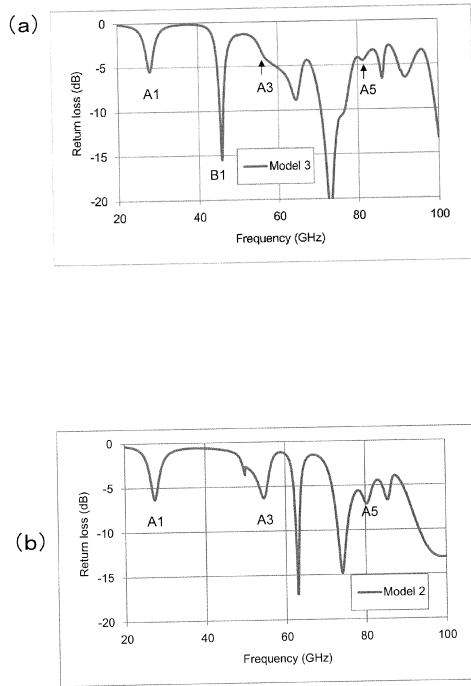 (a)
0
-5
-10
-15
-20
Return loss (dB)
A1
B1
A3
A5
Model 3
20
40
60
80
100
Frequency (GHz)
(b)
0
-5
-10
-15
-20
Return loss (dB)
A1
A3
A5
Model 2
20
40
60
80
100
Frequency (GHz)